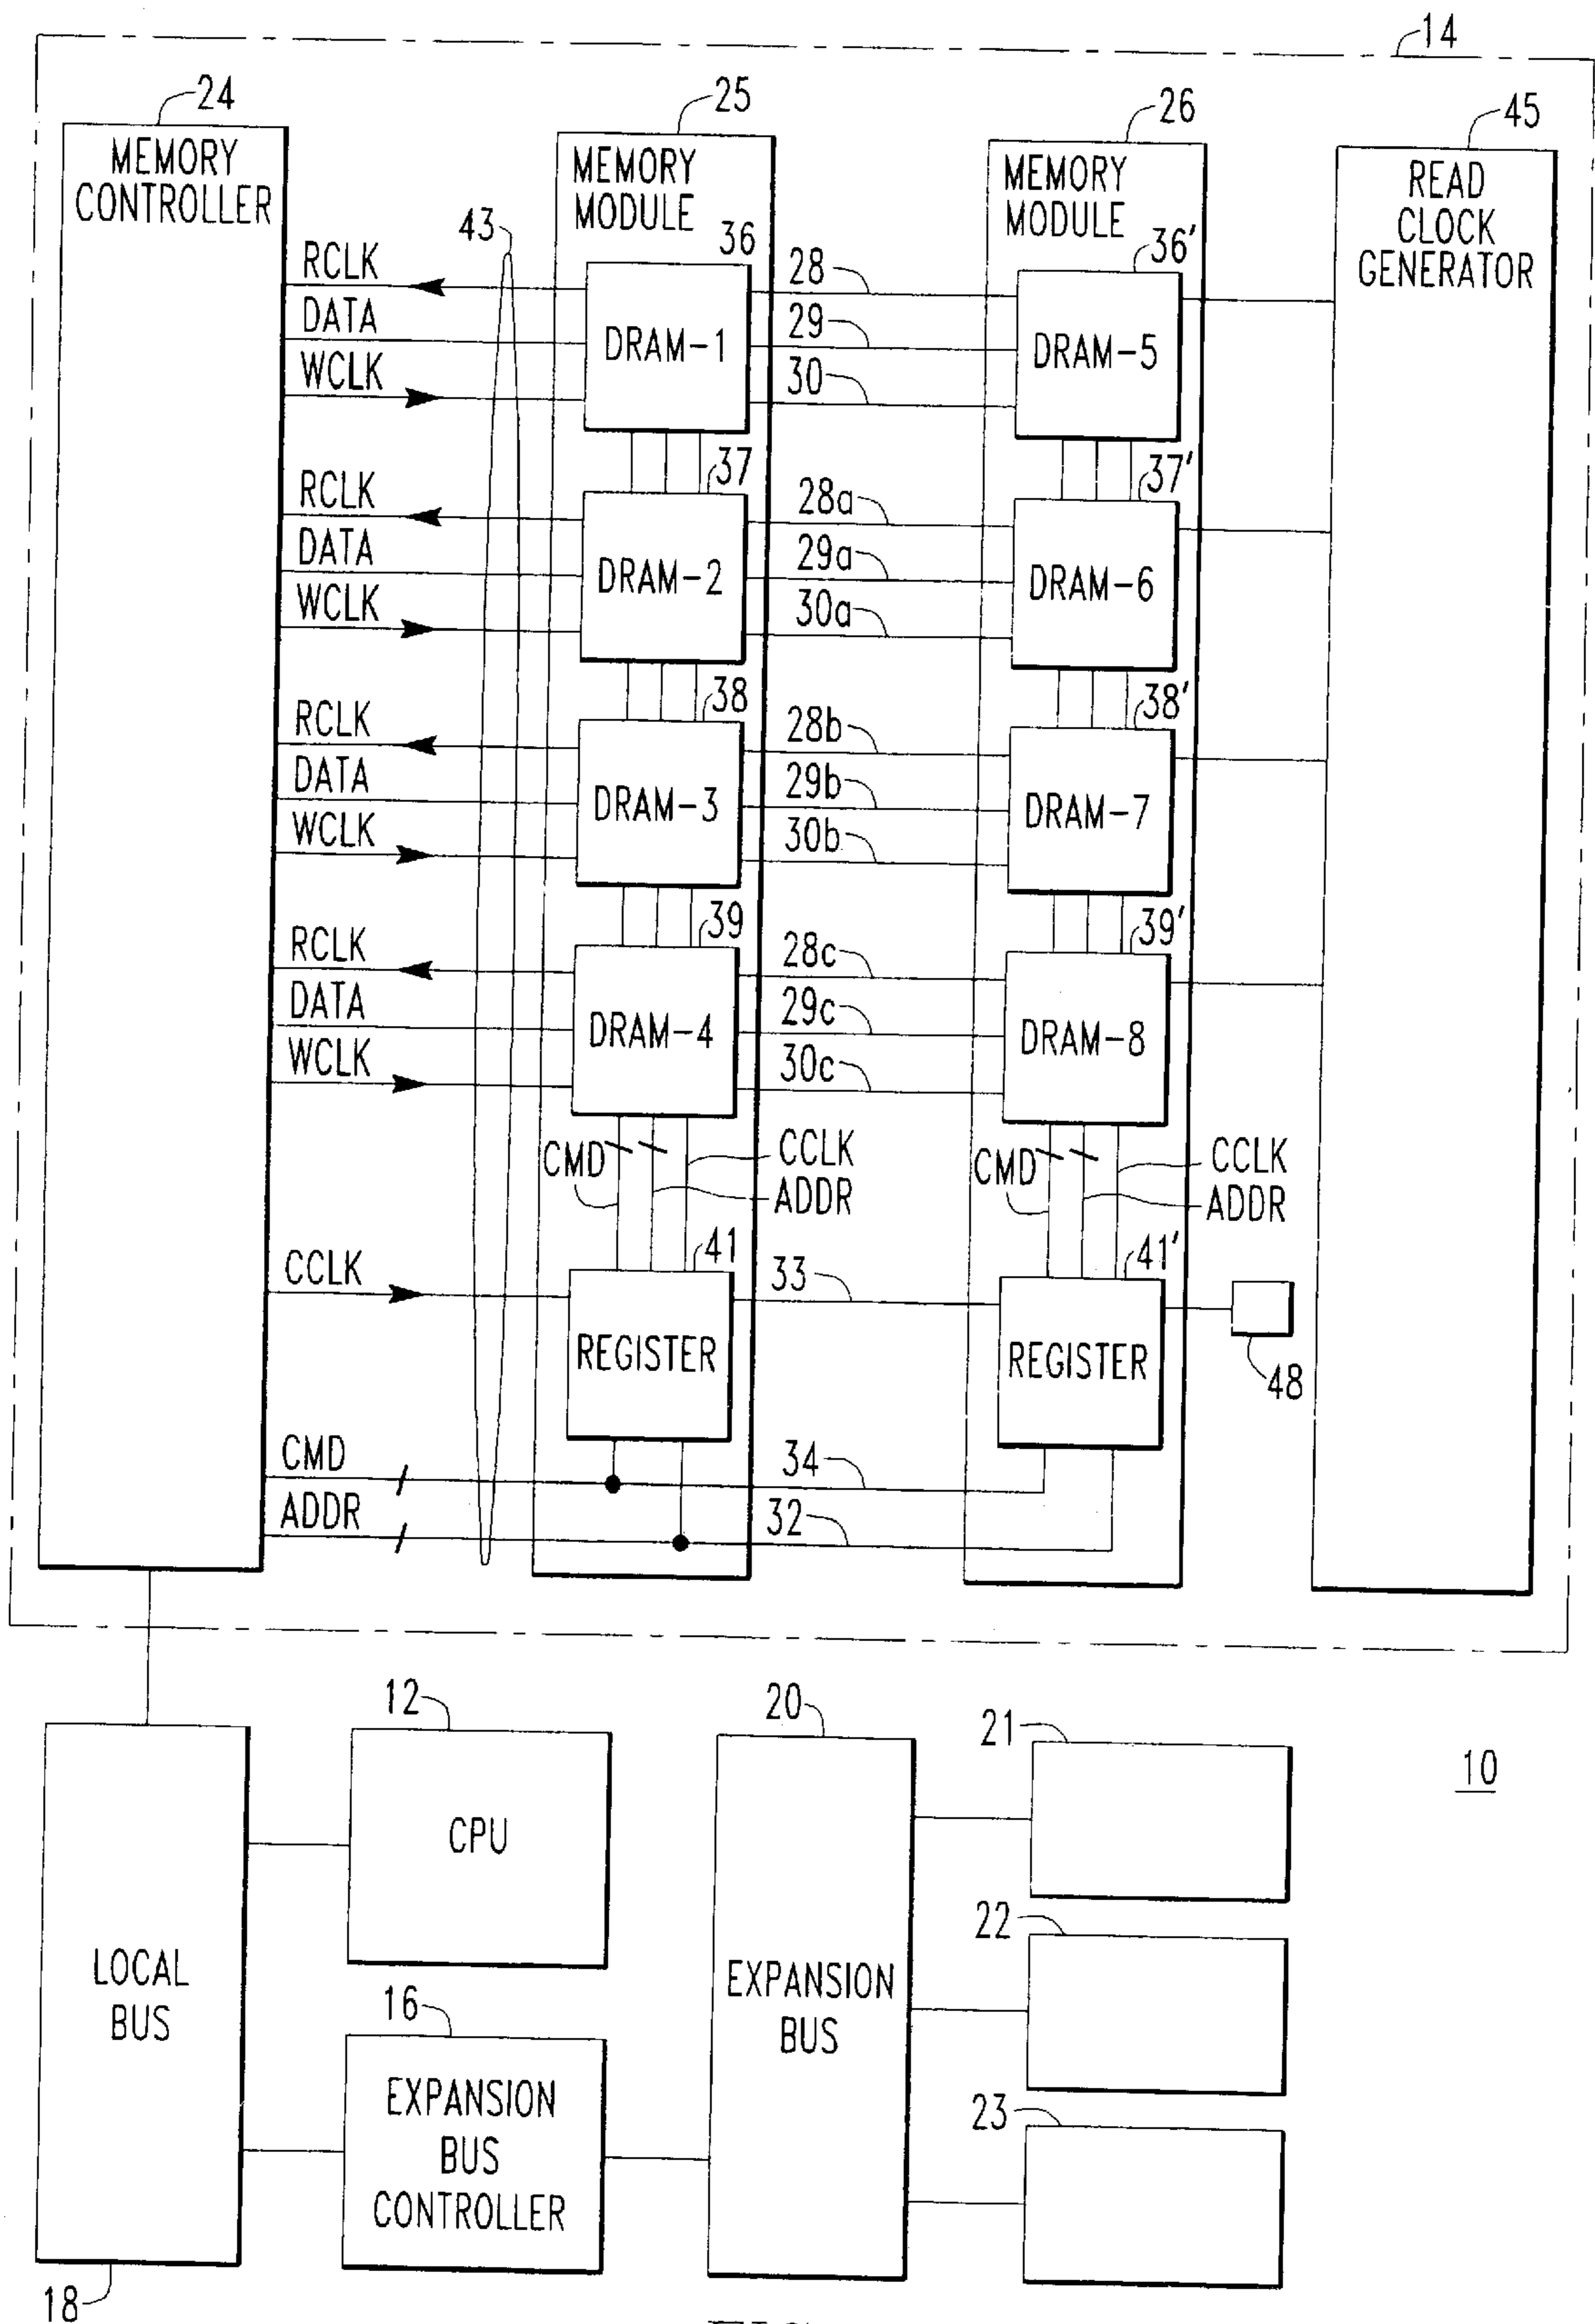 14
24
25
26
45
MEMORY
CONTROLLER
MEMORY
MODULE
MEMORY
MODULE
READ
CLOCK
GENERATOR
43
36
36'
RCLK
28
DATA
29
DRAM-1
DRAM-5
WCLK
30
37
37'
RCLK
28a
DATA
29a
DRAM-2
DRAM-6
WCLK
30a
38
38'
RCLK
28b
DATA
29b
DRAM-3
DRAM-7
WCLK
30b
39
39'
RCLK
28c
DATA
29c
DRAM-4
DRAM-8
WCLK
30c
CMD
CCLK
ADDR
CMD
CCLK
ADDR
41
41'
CCLK
33
REGISTER
REGISTER
48
CMD
34
ADDR
32
12
20
21
10
CPU
22
LOCAL
BUS
EXPANSION
BUS
16
23
EXPANSION
BUS
CONTROLLER
18